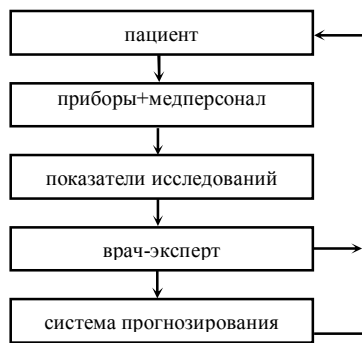 пациент
приборы+медперсонал
показатели исследований
врач-эксперт
система прогнозирования